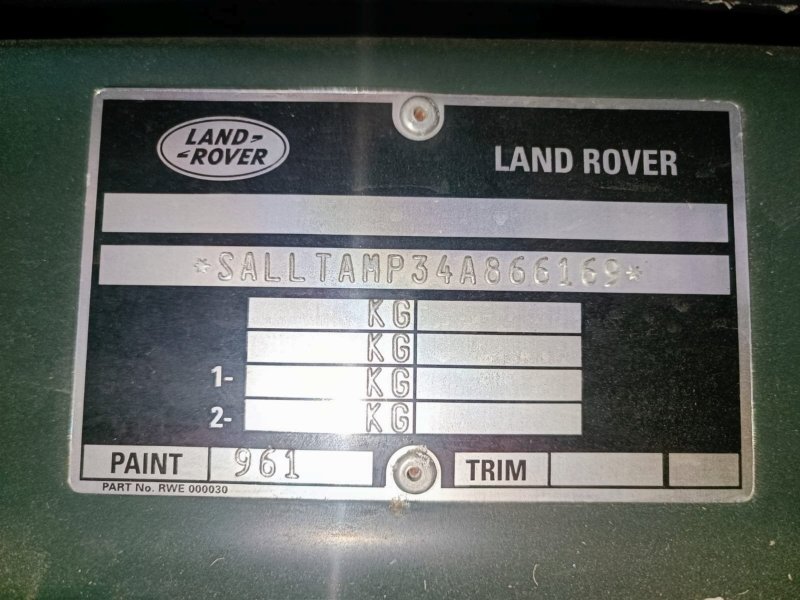 LAND-
-ROVER
LAND ROVER
*SALLTAMP34A866169*
KG
KG
1- KG
2- KG
PAINT 961 TRIM
PART No. RWE 000030